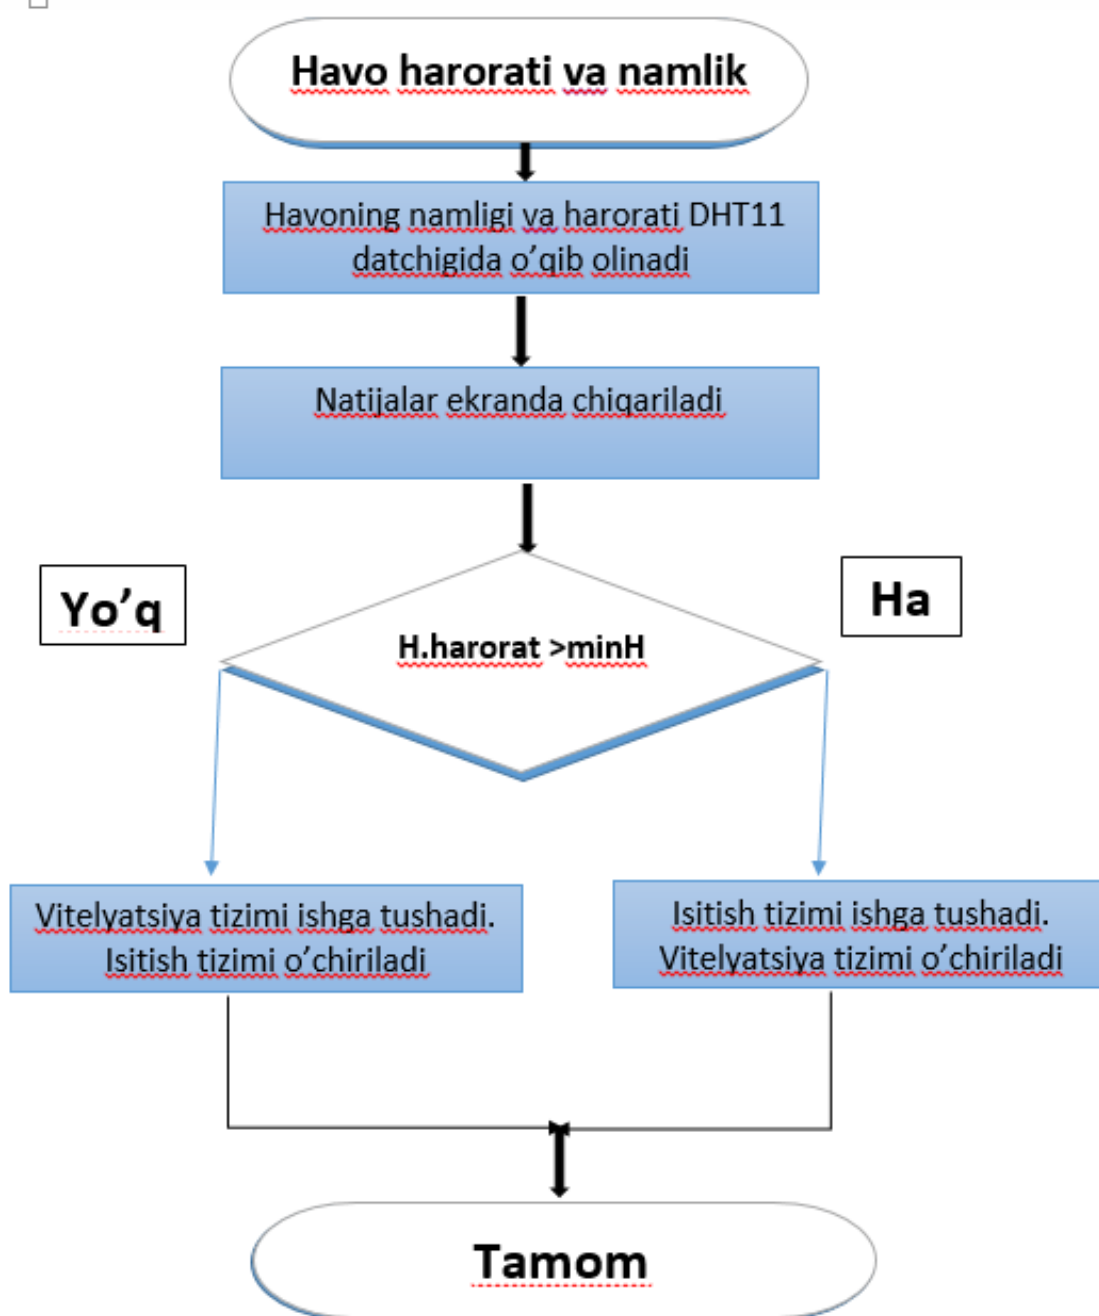 Havo harorati va namlik
Havoning namligi va harorati DHT11
datchigida o’qib olinadi
Natijalar ekranda chiqariladi
Yo’q
Ha
H.harorat >minH
Vitelyatsiya tizimi ishga tushadi.
Isitish tizimi o’chiriladi
Isitish tizimi ishga tushadi.
Vitelyatsiya tizimi o’chiriladi
Tamom